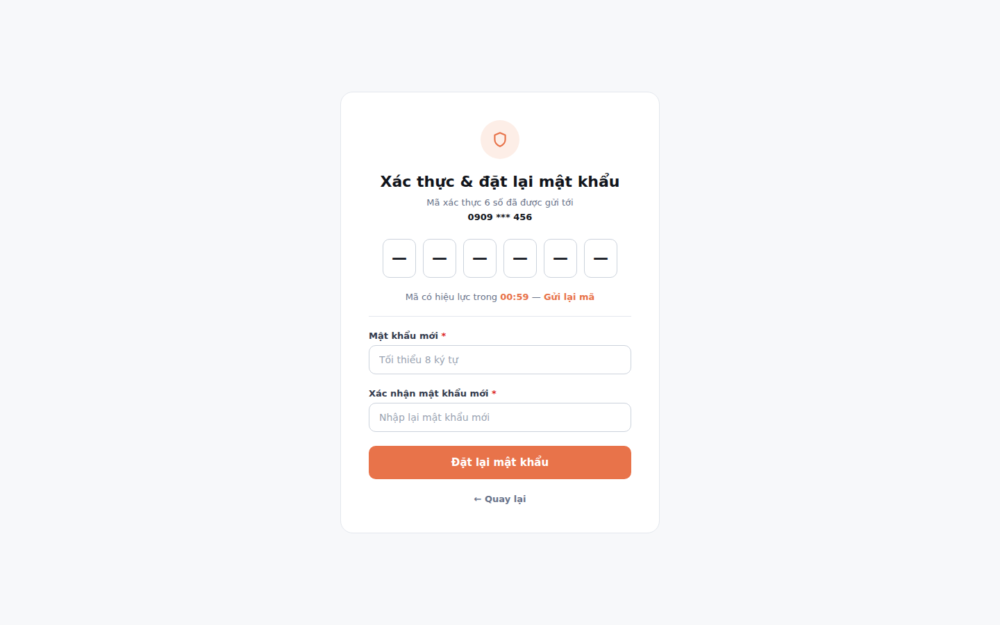 Xác thực & đặt lại mật khẩu
Mã xác thực 6 số đã được gửi tới
0909 *** 456
— — — — — —
Mã có hiệu lực trong 00:59 — Gửi lại mã
Mật khẩu mới *
Tối thiểu 8 ký tự
Xác nhận mật khẩu mới *
Nhập lại mật khẩu mới
Đặt lại mật khẩu
← Quay lại